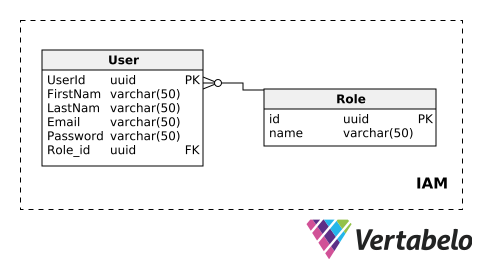 User
UserId uuid PK
FirstNam varchar(50)
LastNam varchar(50)
Email varchar(50)
Password varchar(50)
Role_id uuid FK
Role
id uuid PK
name varchar(50)
IAM
Vertabelo